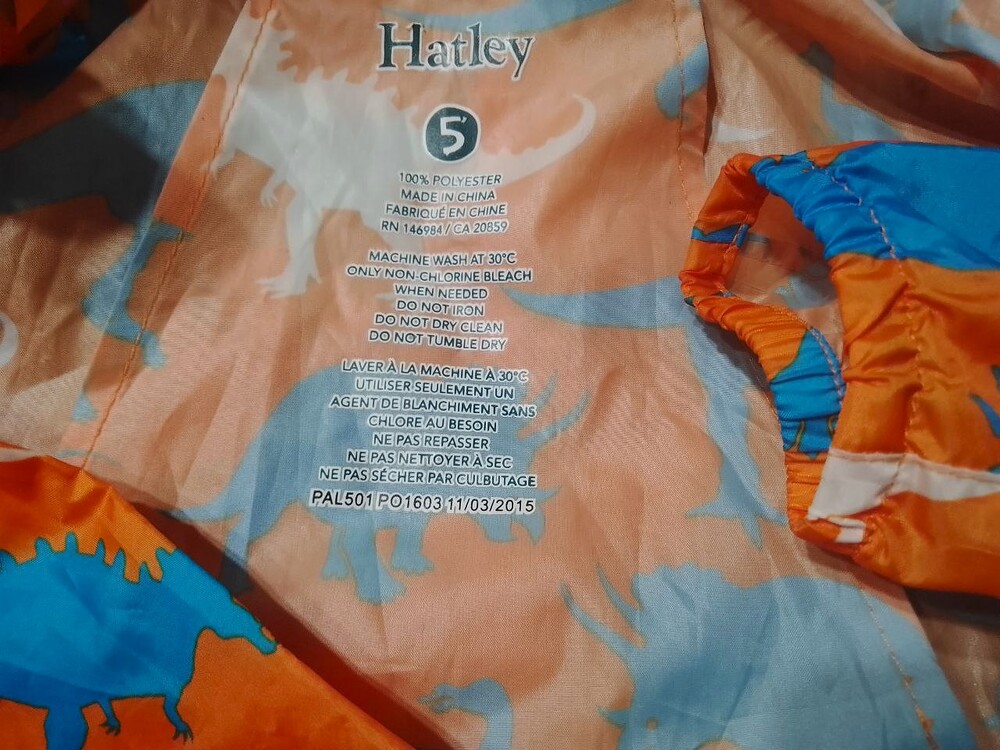 Hatley
5
100% POLYESTER
MADE IN CHINA
FABRIQUÉ EN CHINE
RN 146984 / CA 20859
MACHINE WASH AT 30°C
ONLY NON-CHLORINE BLEACH
WHEN NEEDED
DO NOT IRON
DO NOT DRY CLEAN
DO NOT TUMBLE DRY
LAVER À LA MACHINE À 30°C
UTILISER SEULEMENT UN
AGENT DE BLANCHIMENT SANS
CHLORE AU BESOIN
NE PAS REPASSER
NE PAS NETTOYER À SEC
NE PAS SÉCHER PAR CULBUTAGE
PAL501 PO1603 11/03/2015